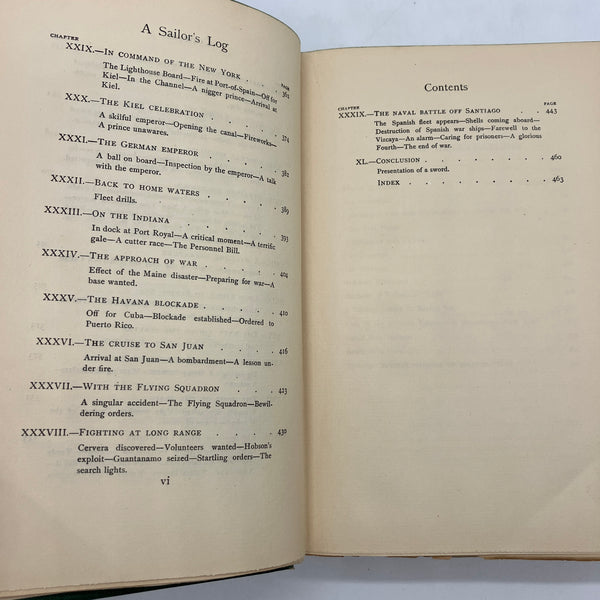 A Sailor's Log
CHAPTER PAGE
XXIX.—IN COMMAND OF THE NEW YORK . . . 361
The Lighthouse Board—Fire at Port-of-Spain—Off for
Kiel—In the Channel—A nigger prince—Arrival at
Kiel.
XXX.—THE KIEL CELEBRATION . . . . 374
A skilful emperor—Opening the canal—Fireworks—
A prince unawares.
XXXI.—THE GERMAN EMPEROR . . . . 382
A ball on board—Inspection by the emperor—A talk
with the emperor.
XXXII.—BACK TO HOME WATERS . . . . 389
Fleet drills.
XXXIII.—ON THE INDIANA . . . . . 393
In dock at Port Royal—A critical moment—A terrific
gale—A cutter race—The Personnel Bill.
XXXIV.—THE APPROACH OF WAR . . . . 404
Effect of the Maine disaster—Preparing for war—A
base wanted.
XXXV.—THE HAVANA BLOCKADE . . . . 410
Off for Cuba—Blockade established—Ordered to
Puerto Rico.
XXXVI.—THE CRUISE TO SAN JUAN . . . . 416
Arrival at San Juan—A bombardment—A lesson
under fire.
XXXVII.—WITH THE FLYING SQUADRON . . . 423
A singular accident—The Flying Squadron—Bewil-
dering orders.
XXXVIII.—FIGHTING AT LONG RANGE . . . . 430
Cervera discovered—Volunteers wanted—Hobson's
exploit—Guantanamo seized—Startling orders—The
search lights.
vi
Contents
CHAPTER PAGE
XXXIX.—THE NAVAL BATTLE OFF SANTIAGO . . . 443
The Spanish fleet appears—Shells coming aboard—
Destruction of Spanish war ships—Farewell to the
Vizcaya—An alarm—Caring for prisoners—A glorious
Fourth—The end of war.
XL.—CONCLUSION . . . . . . 460
Presentation of a sword.
INDEX . . . . . . . 463